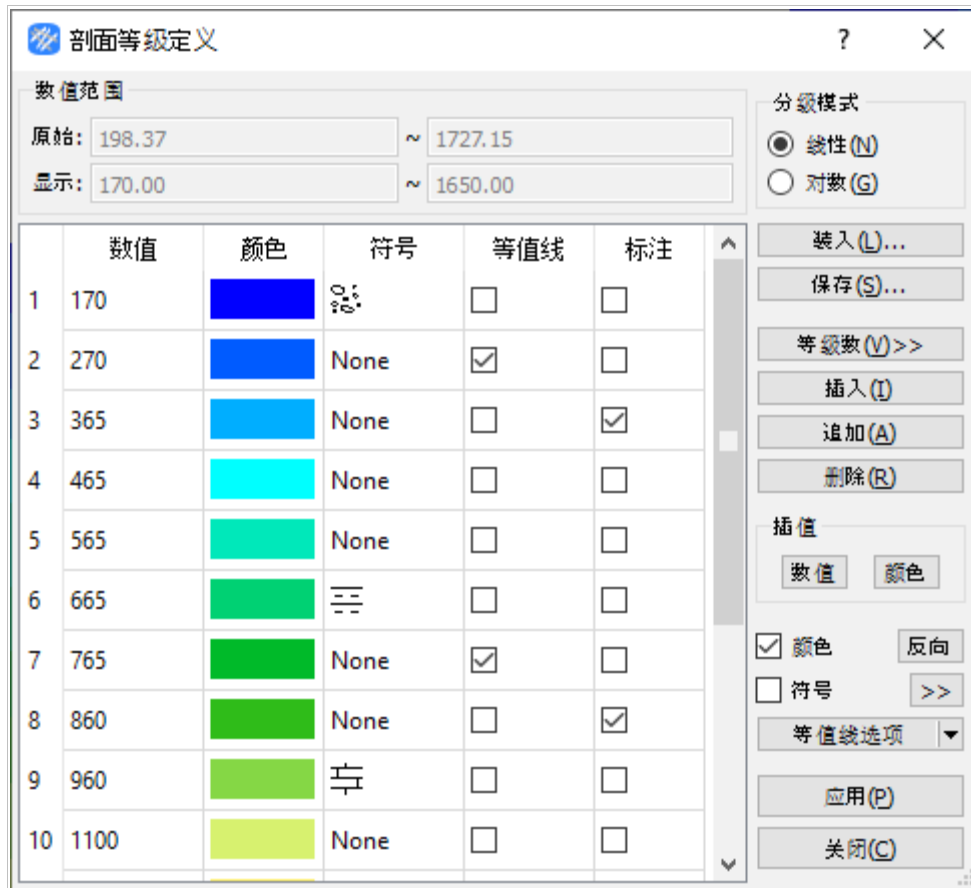 剖面等级定义
?
数值范围
原始: 198.37 ~ 1727.15
显示: 170.00 ~ 1650.00
分级模式
线性(N)
对数(G)
数值 颜色 符号 等值线 标注
1 170
2 270 None
3 365 None
4 465 None
5 565 None
6 665
7 765 None
8 860 None
9 960
10 1100 None
装入(L)...
保存(S)...
等级数(V)>>
插入(I)
追加(A)
删除(R)
插值
数值 颜色
颜色 反向
符号 >>
等值线选项
应用(P)
关闭(C)